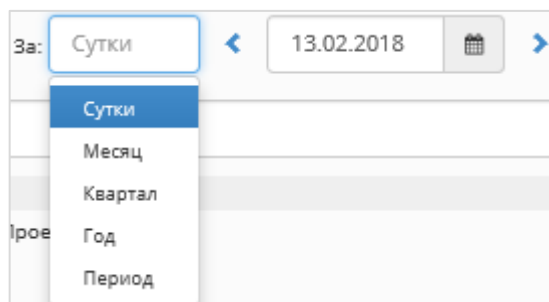 За: Сутки 13.02.2018
Сутки
Месяц
Квартал
Год
Период